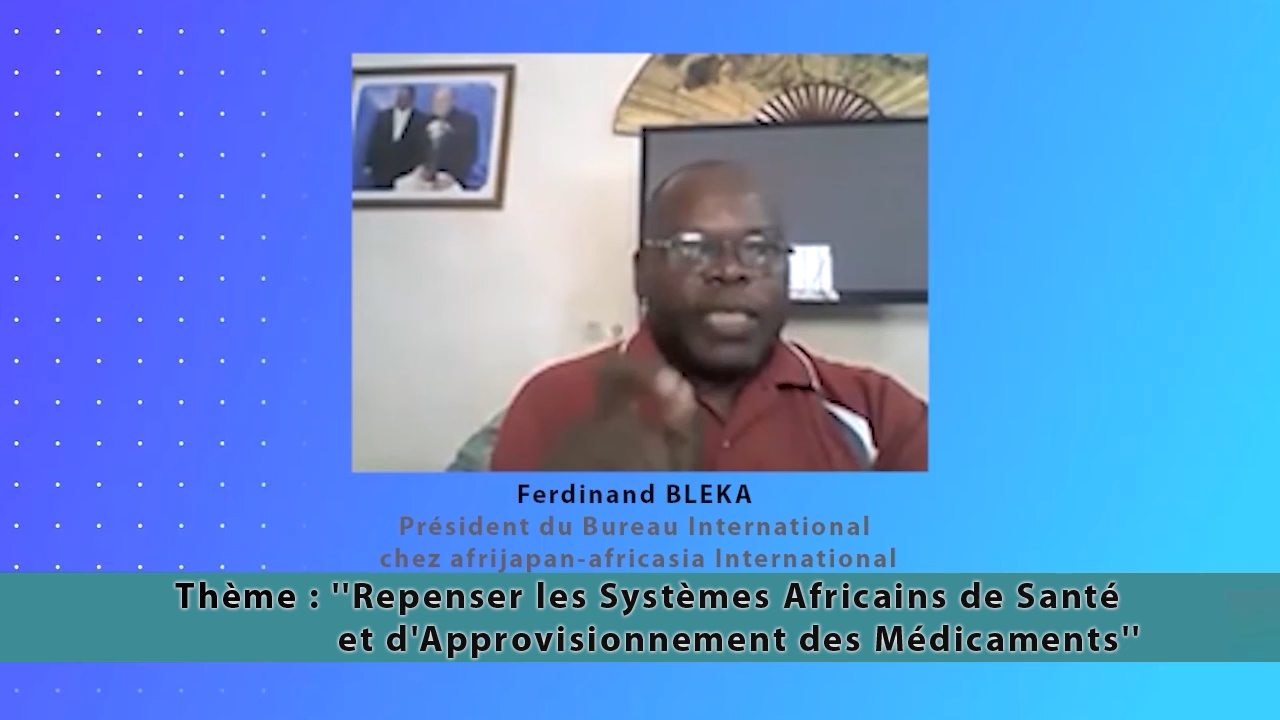 Ferdinand BLEKA
Président du Bureau International
chez afrijapan-africasia International
Thème : ''Repenser les Systèmes Africains de Santé
et d'Approvisionnement des Médicaments''